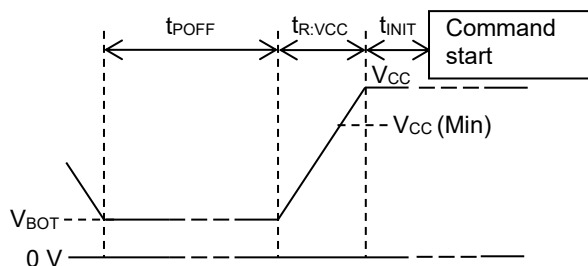 tPOFF
tR:VCC
tINIT
Command
start
VCC
VCC (Min)
VBOT
0 V